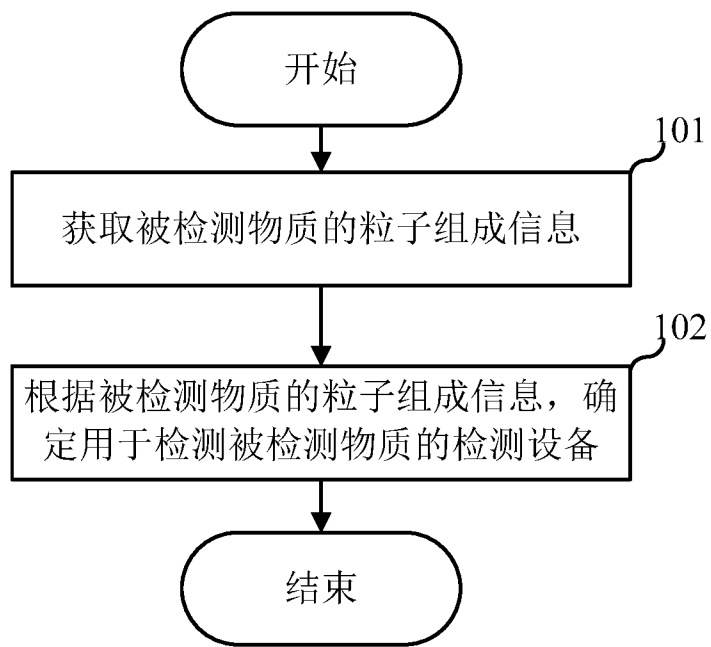 开始
101
获取被检测物质的粒子组成信息
102
根据被检测物质的粒子组成信息，确
定用于检测被检测物质的检测设备
结束